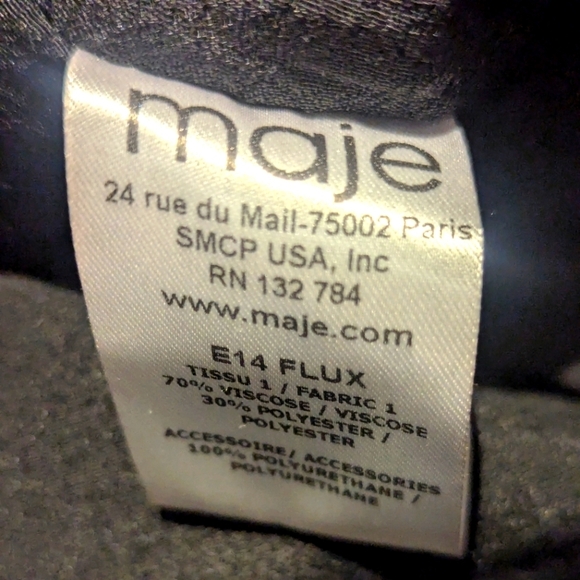 maje
24 rue du Mail-75002 Paris
SMCP USA, Inc
RN 132 784
www.maje.com
E14 FLUX
TISSU 1 / FABRIC 1
70% VISCOSE / VISCOSE
30% POLYESTER /
POLYESTER
ACCESSOIRE/ ACCESSORIES
100% POLYURETHANE /
POLYURETHANE